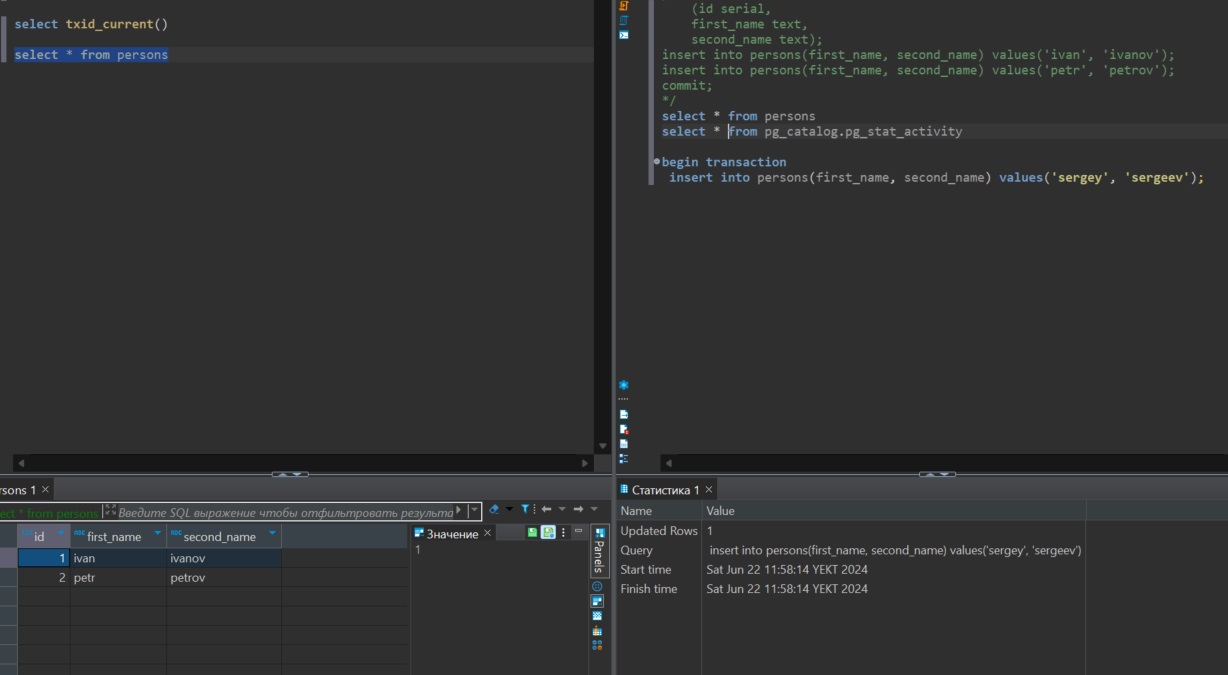 select txid_current()
select * from persons
(id serial,
first_name text,
second_name text);
insert into persons(first_name, second_name) values('ivan', 'ivanov');
insert into persons(first_name, second_name) values('petr', 'petrov');
commit;
*/
select * from persons
select * from pg_catalog.pg_stat_activity
begin transaction
insert into persons(first_name, second_name) values('sergey', 'sergeev');
rsons 1
ect * from persons Введите SQL выражение чтобы отфильтровать результа
id first_name second_name
1 ivan ivanov
2 petr petrov
Значение
1
Panels
Статистика 1
Name Value
Updated Rows 1
Query insert into persons(first_name, second_name) values('sergey', 'sergeev')
Start time Sat Jun 22 11:58:14 YEKT 2024
Finish time Sat Jun 22 11:58:14 YEKT 2024